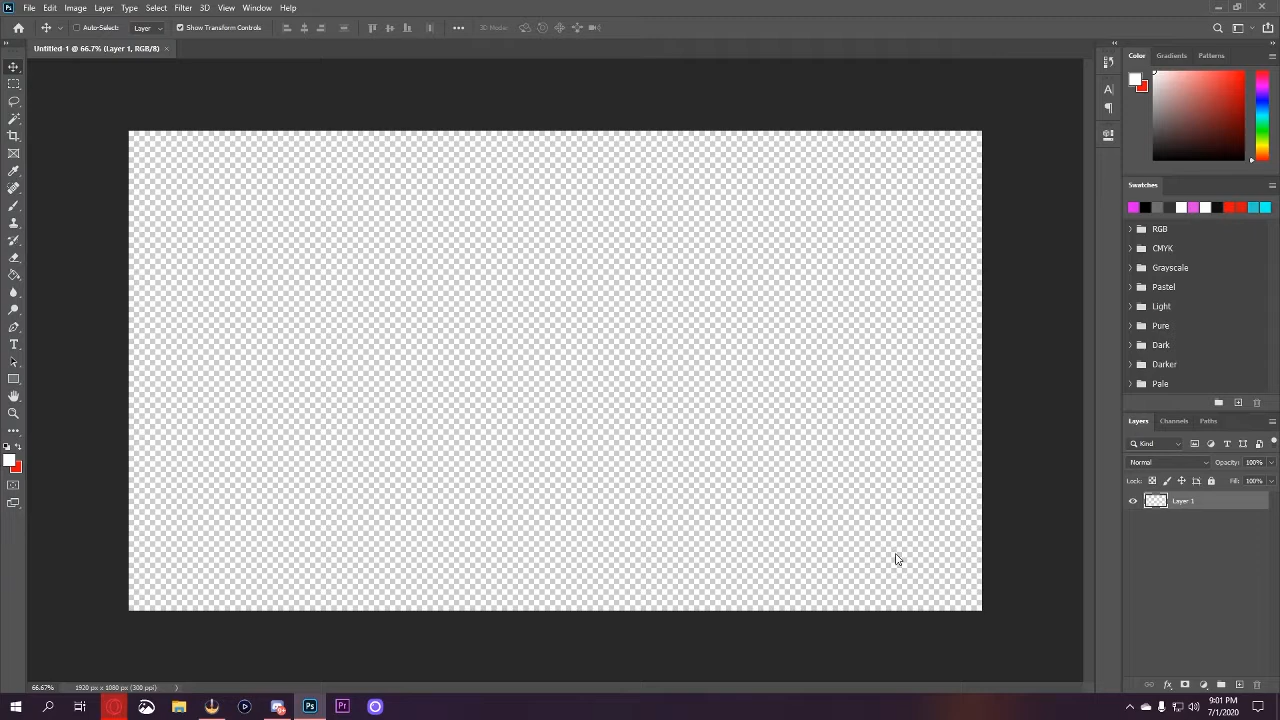 Ps File Edit Image Layer Type Select Filter 3D View Window Help
Auto-Select: Layer Show Transform Controls 3D Mode:
Untitled-1 @ 66.7% (Layer 1, RGB/8)
Color Gradients Patterns
Swatches
RGB
CMYK
Grayscale
Pastel
Light
Pure
Dark
Darker
Pale
Layers Channels Paths
Kind
Normal Opacity: 100%
Lock: Fill: 100%
Layer 1
66.67% 1920 px x 1080 px (300 ppi)
Ps Pr
9:01 PM
7/1/2020